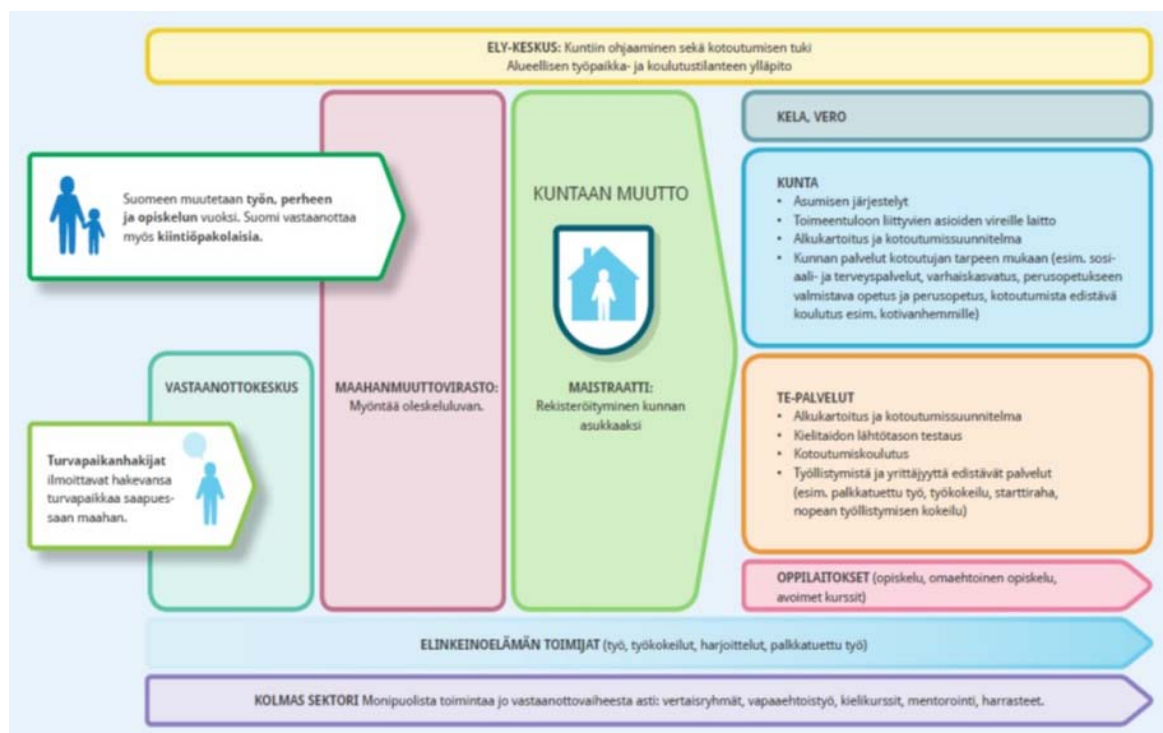 ELY-KESKUS: Kuntiin ohjaaminen sekä kotoutumisen tuki
Alueellisen työpaikka- ja koulutustilanteen ylläpito
Suomeen muutetaan työn, perheen
ja opiskelun vuoksi. Suomi vastaanottaa
myös kiintiöpakolaisia.
VASTAANOTTOKESKUS
Turvapaikanhakijat
ilmoittavat hakevansa
turvapaikkaa saapues-
saan maahan.
MAAHANMUUTTOVIRASTO:
Myöntää oleskeluluvan.
KUNTAAN MUUTTO
MAISTRAATTI:
Rekisteröityminen kunnan
asukkaaksi
KELA, VERO
KUNTA
• Asumisen järjestelyt
• Toimeentuloon liittyvien asioiden vireille laitto
• Alkukartoitus ja kotoutumissuunnitelma
• Kunnan palvelut kotoutujan tarpeen mukaan (esim. sosi-
aali- ja terveyspalvelut, varhaiskasvatus, perusopetukseen
valmistava opetus ja perusopetus, kotoutumista edistävä
koulutus esim. kotivanhemmille)
TE-PALVELUT
• Alkukartoitus ja kotoutumissuunnitelma
• Kielitaidon lähtötason testaus
• Kotoutumiskoulutus
• Työllistymistä ja yrittäjyyttä edistävät palvelut
(esim. palkkatuettu työ, työkokeilu, starttiraha,
nopean työllistymisen kokeilu)
OPPILAITOKSET (opiskelu, omaehtoinen opiskelu,
avoimet kurssit)
ELINKEINOELÄMÄN TOIMIJAT (työ, työkokeilut, harjoittelut, palkkatuettu työ)
KOLMAS SEKTORI Monipuolista toimintaa jo vastaanottovaiheesta asti: vertaisryhmät, vapaaehtoistyö, kielikurssit, mentorointi, harrasteet.